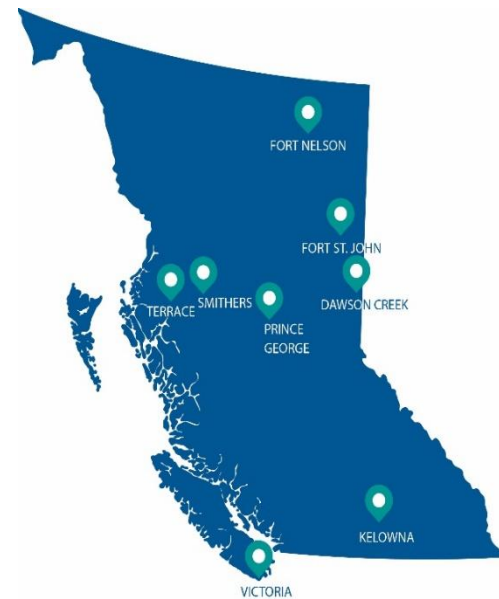 FORT NELSON
FORT ST. JOHN
DAWSON CREEK
SMITHERS
TERRACE
PRINCE
GEORGE
KELOWNA
VICTORIA